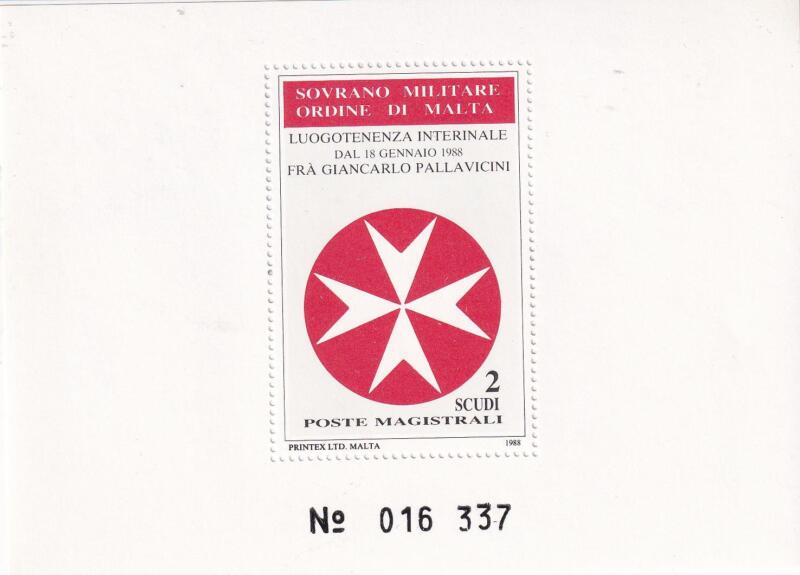 SOVRANO MILITARE
ORDINE DI MALTA
LUOGOTENENZA INTERINALE
DAL 18 GENNAIO 1988
FRÀ GIANCARLO PALLAVICINI
2
SCUDI
POSTE MAGISTRALI
PRINTEX LTD. MALTA 1988
Nº 016 337